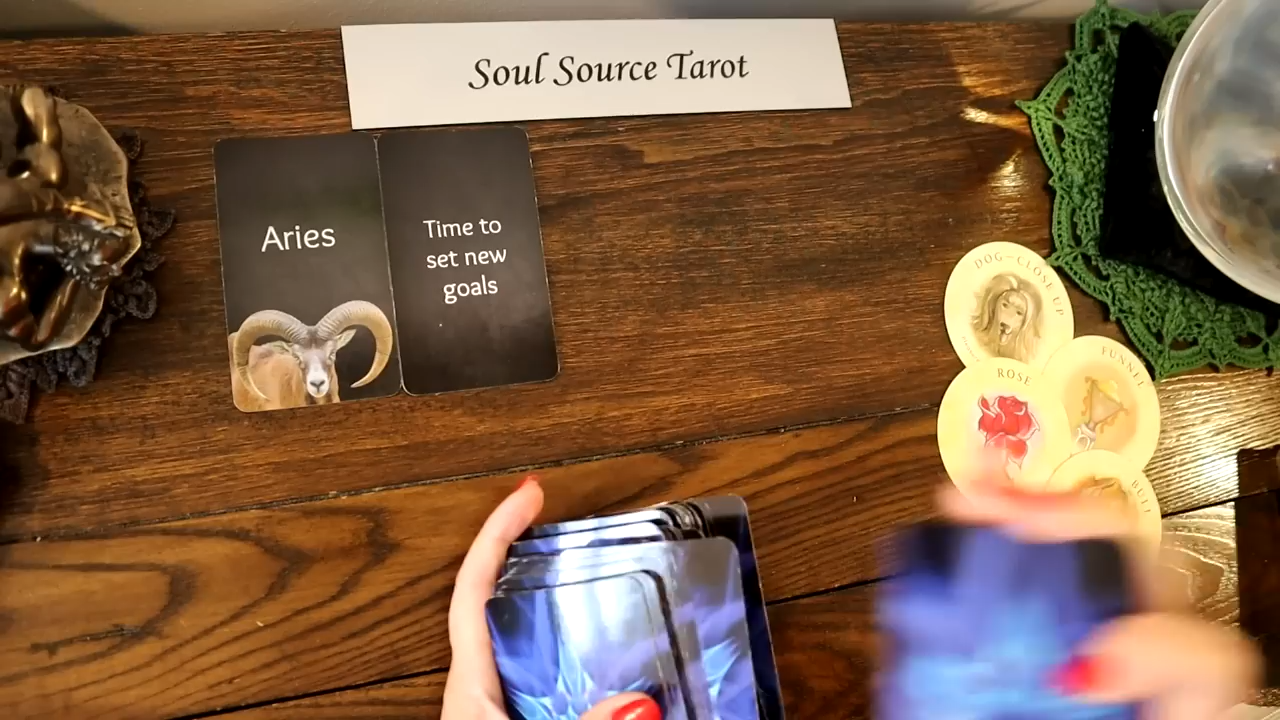 Soul Source Tarot
Aries
Time to
set new
goals
DOG-CLOSE UP
FUNNEL
ROSE